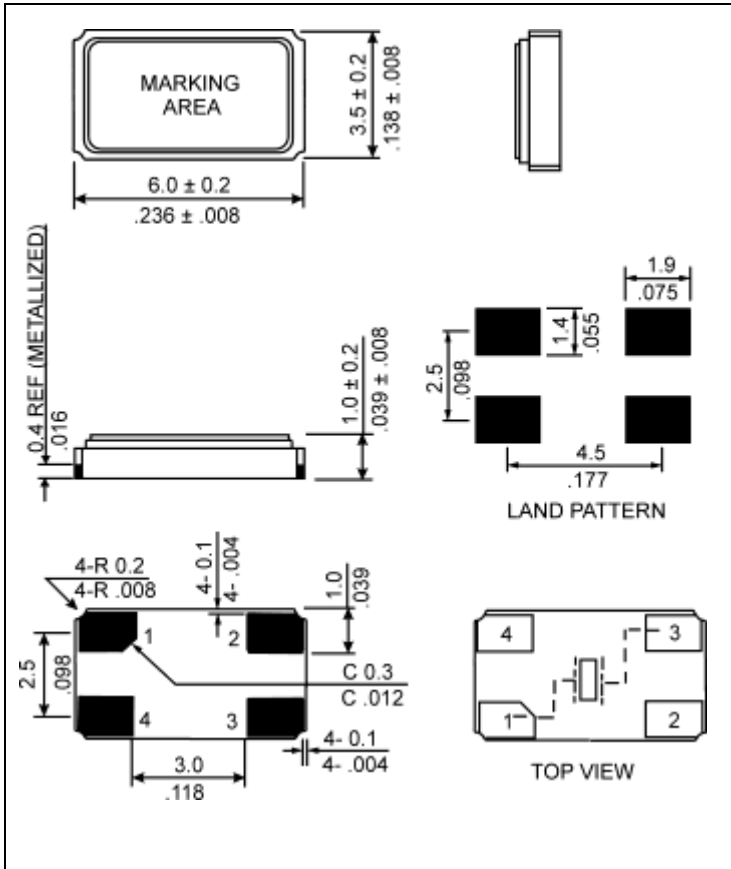 MARKING
AREA
3.5 ± 0.2
.138 ± .008
6.0 ± 0.2
.236 ± .008
0.4 REF (METALLIZED)
.016
1.0 ± 0.2
.039 ± .008
1.9
.075
1.4
.055
2.5
.098
4.5
.177
LAND PATTERN
4-R 0.2
4-R .008
4- 0.1
4- .004
1.0
.039
1
2
2.5
.098
C 0.3
C .012
4
3
4- 0.1
4- .004
3.0
.118
4
3
1
2
TOP VIEW